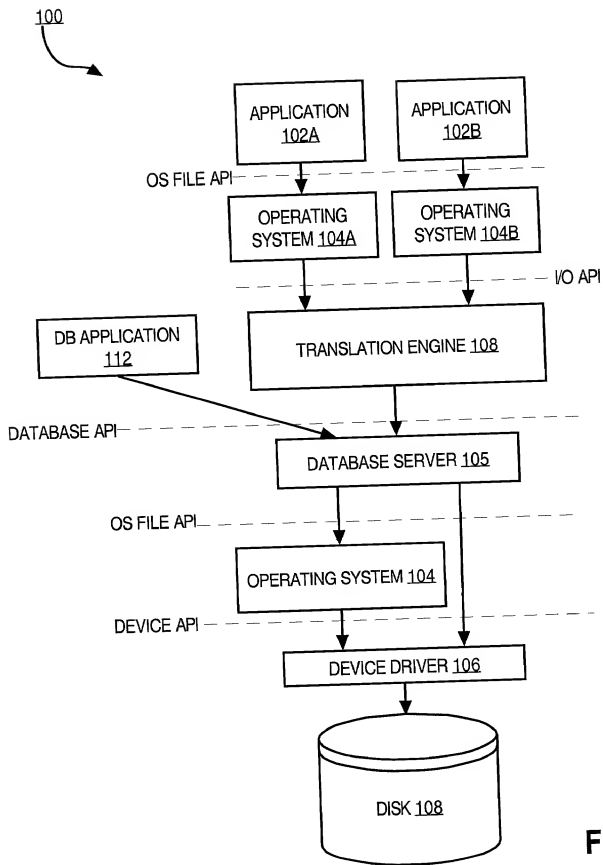 100
APPLICATION
102A
APPLICATION
102B
OS FILE API
OPERATING
SYSTEM 104A
OPERATING
SYSTEM 104B
I/O API
DB APPLICATION
112
TRANSLATION ENGINE 108
DATABASE API
DATABASE SERVER 105
OS FILE API
OPERATING SYSTEM 104
DEVICE API
DEVICE DRIVER 106
DISK 108
F